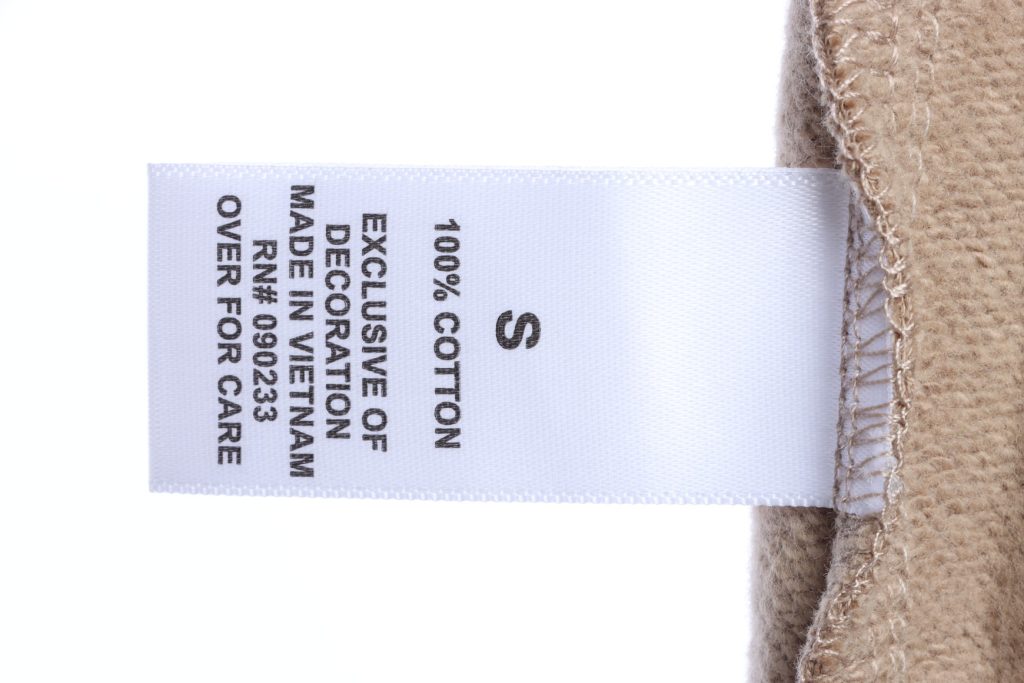 S
100% COTTON
EXCLUSIVE OF
DECORATION
MADE IN VIETNAM
RN# 090233
OVER FOR CARE